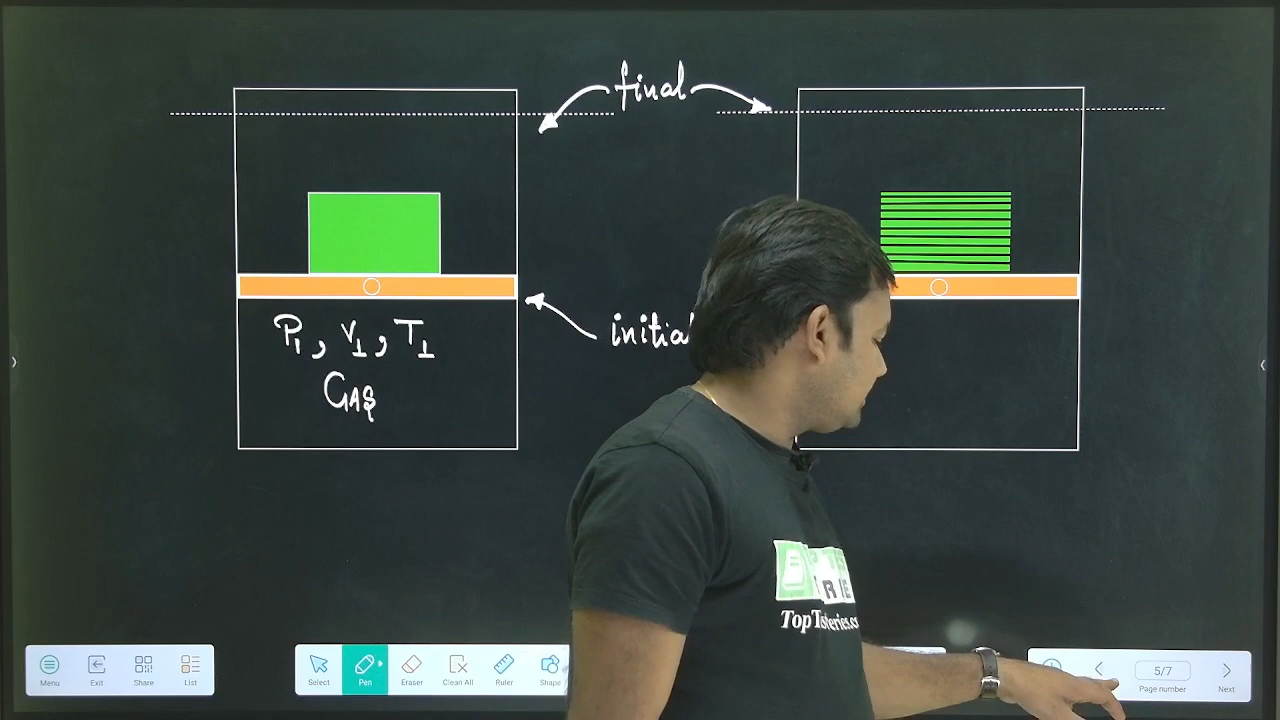 final
initial
P₁, V₁, T₁
GAS
TopTesteries.co
Menu
Exit
Share
List
Select
Pen
Eraser
Clean All
Ruler
Shape
5/7
Page number
Next